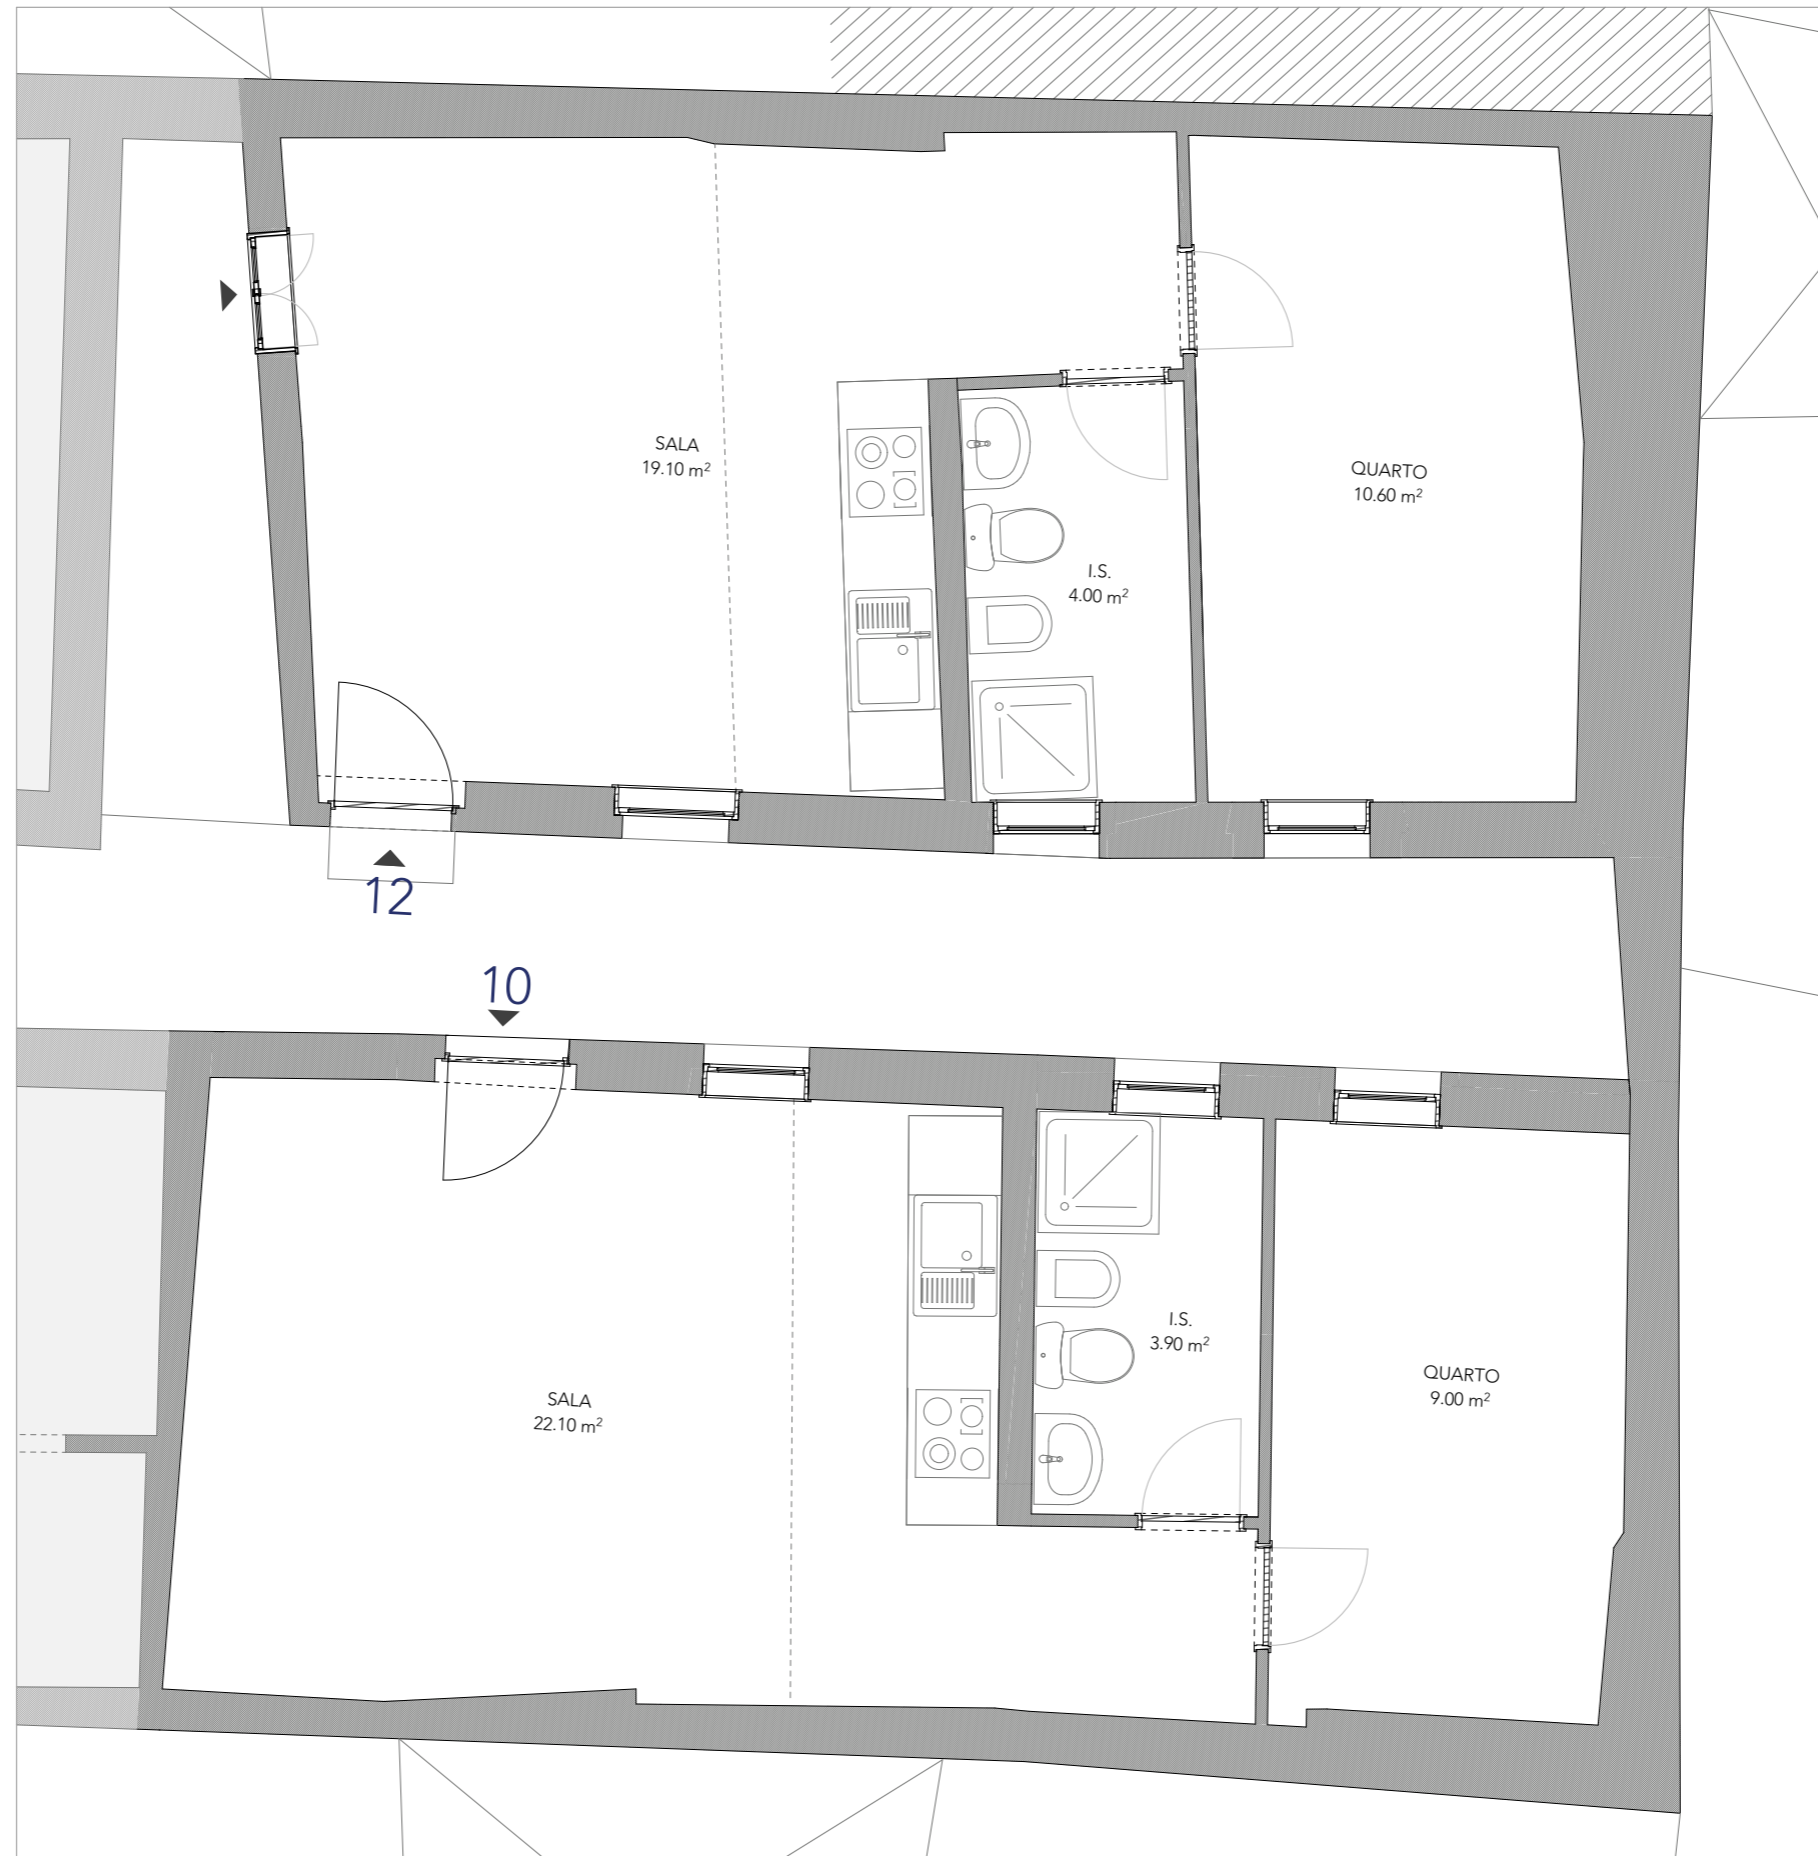 SALA
19.10 m²
QUARTO
10.60 m²
I.S.
4.00 m²
12
10
I.S.
3.90 m²
QUARTO
9.00 m²
SALA
22.10 m²